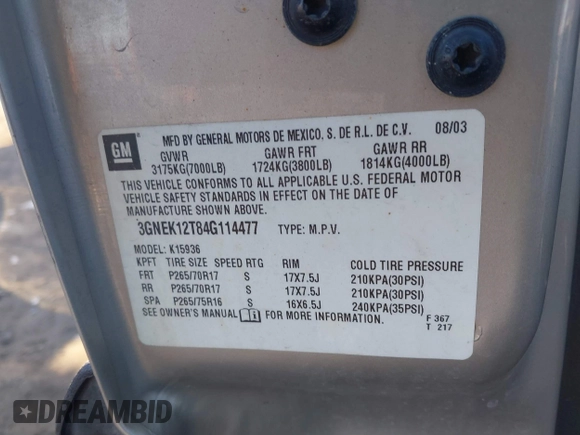 GM
MFD BY GENERAL MOTORS DE MEXICO, S. DE R.L. DE C.V. 08/03
GVWR GAWR FRT GAWR RR
3175KG(7000LB) 1724KG(3800LB) 1814KG(4000LB)
THIS VEHICLE CONFORMS TO ALL APPLICABLE U.S. FEDERAL MOTOR
VEHICLE SAFETY STANDARDS IN EFFECT ON THE DATE OF
MANUFACTURE SHOWN ABOVE.
3GNEK12T84G114477 TYPE: M.P.V.
MODEL: K15936
KPFT TIRE SIZE SPEED RTG RIM COLD TIRE PRESSURE
FRT P265/70R17 S 17X7.5J 210KPA(30PSI)
RR P265/70R17 S 17X7.5J 210KPA(30PSI)
SPA P265/75R16 S 16X6.5J 240KPA(35PSI)
SEE OWNER'S MANUAL FOR MORE INFORMATION.
F 367
T 217
DREAMBID